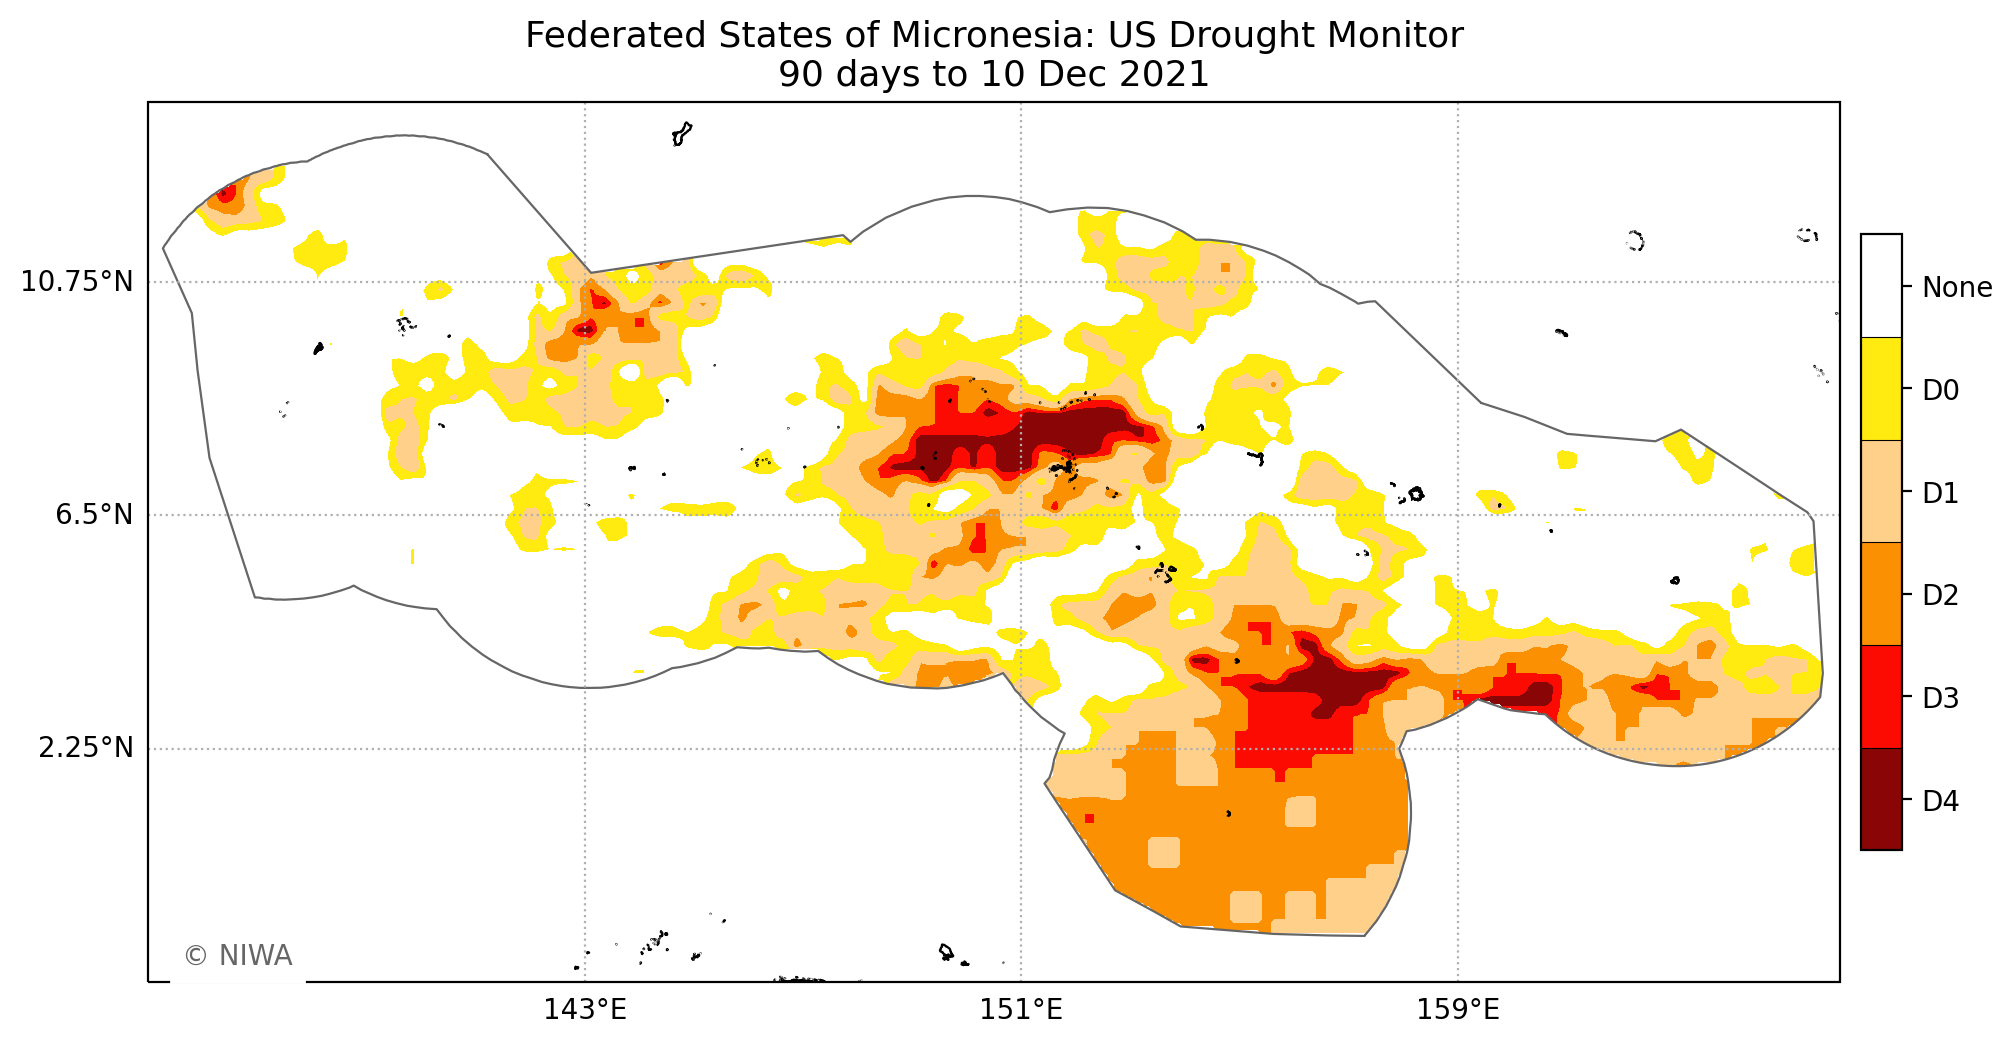 Federated States of Micronesia: US Drought Monitor
90 days to 10 Dec 2021
10.75°N
6.5°N
2.25°N
143°E
151°E
159°E
None
D0
D1
D2
D3
D4
© NIWA